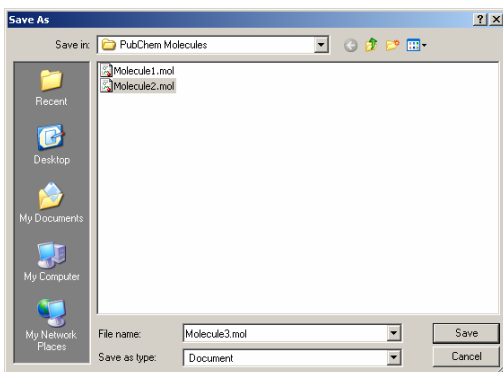 Save As
Save in: PubChem Molecules
Molecule1.mol
Molecule2.mol
Recent
Desktop
My Documents
My Computer
My Network
Places
File name: Molecule3.mol Save
Save as type: Document Cancel